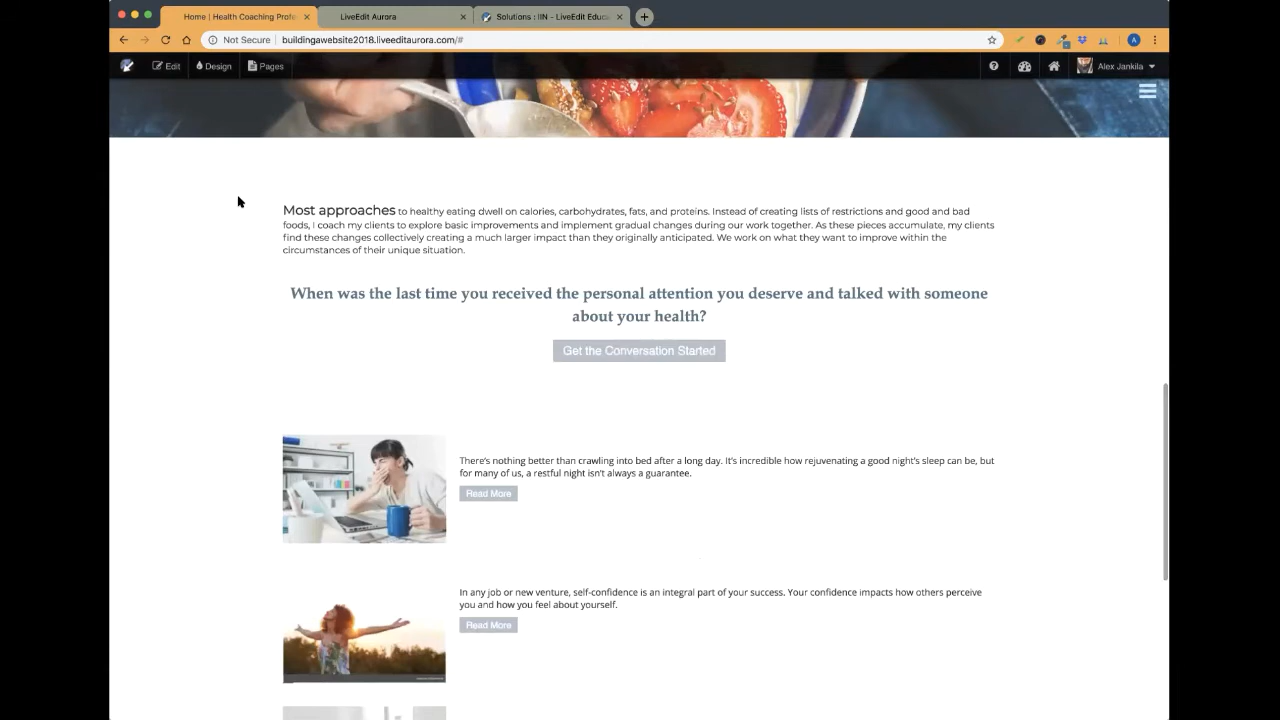 Home | Health Coaching Profe
LiveEdit Aurora
Solutions : IIN - LiveEdit Educa
Not Secure
buildingawebsite2018.liveeditaurora.com/#
A
Edit
Design
Pages
Alex Jankila
Most approaches to healthy eating dwell on calories, carbohydrates, fats, and proteins. Instead of creating lists of restrictions and good and bad
foods, I coach my clients to explore basic improvements and implement gradual changes during our work together. As these pieces accumulate, my clients
find these changes collectively creating a much larger impact than they originally anticipated. We work on what they want to improve within the
circumstances of their unique situation.
When was the last time you received the personal attention you deserve and talked with someone
about your health?
Get the Conversation Started
There's nothing better than crawling into bed after a long day. It's incredible how rejuvenating a good night's sleep can be, but
for many of us, a restful night isn't always a guarantee.
Read More
In any job or new venture, self-confidence is an integral part of your success. Your confidence impacts how others perceive
you and how you feel about yourself.
Read More